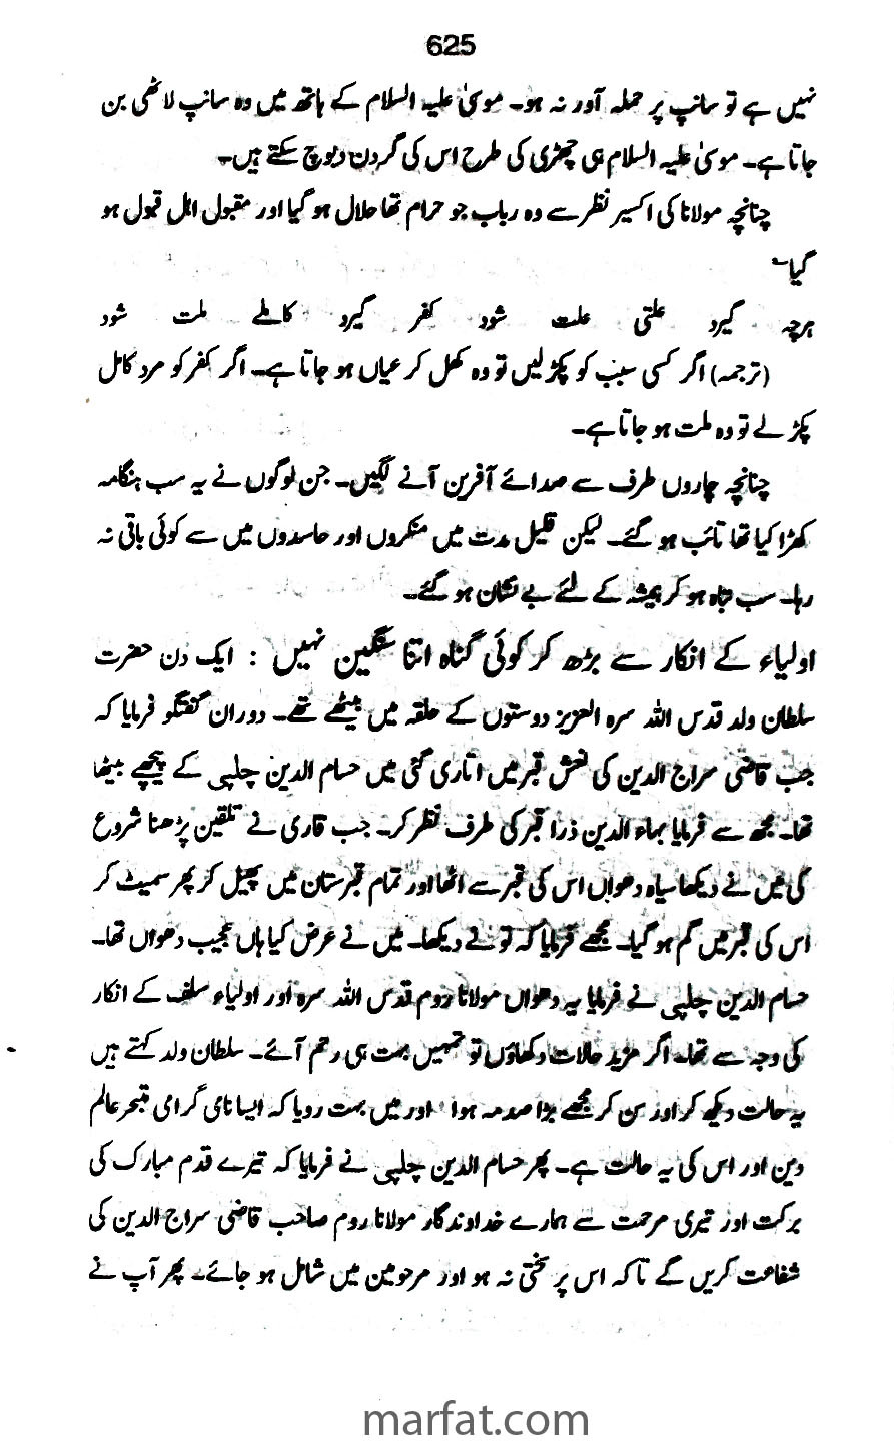 625
نہیں ہے تو سانپ پر حملہ آور نہ ہو۔ موسیٰ علیہ السلام کے ہاتھ میں وہ سانپ لاٹھی بن
جاتا ہے۔ موسیٰ علیہ السلام ہی چھڑی کی طرح اس کی گردن دبوچ سکتے ہیں۔
چنانچہ مولانا کی اکسیر نظر سے وہ رباب جو حرام تھا حلال ہو گیا اور مقبول اہل قبول ہو
گیا۔
ہرچہ گیرد علتی علت شود کفر گیرد کاملے ملت شود
(ترجمہ) اگر کسی سبب کو پکڑ لیں تو وہ کھل کر عیاں ہو جاتا ہے۔ اگر کفر کو مرد کامل
پکڑ لے تو وہ ملت ہو جاتا ہے۔
چنانچہ چاروں طرف سے صدائے آفرین آنے لگیں۔ جن لوگوں نے یہ سب ہنگامہ
کھڑا کیا تھا تائب ہو گئے۔ لیکن قلیل مدت میں منکروں اور حاسدوں میں سے کوئی باقی نہ
رہا۔ سب تباہ ہو کر ہمیشہ کے لئے بے نشان ہو گئے۔
اولیاء کے انکار سے بڑھ کر کوئی گناہ اتنا سنگین نہیں : ایک دن حضرت
سلطان ولد قدس اللہ سرہ العزیز دوستوں کے حلقہ میں بیٹھے تھے۔ دوران گفتگو فرمایا کہ
جب قاضی سراج الدین کی نعش قبر میں اتاری گئی میں حسام الدین چلپی کے پیچھے بیٹھا
تھا۔ مجھ سے فرمایا بہاء الدین ذرا قبر کی طرف نظر کر۔ جب قاری نے تلقین پڑھنا شروع
کی میں نے دیکھا سیاہ دھواں اس کی قبر سے اٹھا اور تمام قبرستان میں پھیل کر پھر سمیٹ کر
اس کی قبر میں گم ہو گیا۔ مجھے فرمایا کہ تو نے دیکھا۔ میں نے عرض کیا ہاں عجیب دھواں تھا۔
حسام الدین چلپی نے فرمایا یہ دھواں مولانا روم قدس اللہ سرہ اور اولیاء سلف کے انکار
کی وجہ سے تھا۔ اگر مزید حالات دکھاؤں تو تمہیں بہت ہی رحم آئے۔ سلطان ولد کہتے ہیں
یہ حالت دیکھ کر اور سن کر مجھے بڑا صدمہ ہوا اور میں بہت رویا کہ ایسا نامی گرامی متبحر عالم
دین اور اس کی یہ حالت ہے۔ پھر حسام الدین چلپی نے فرمایا کہ تیرے قدم مبارک کی
برکت اور تیری مرحمت سے ہمارے خداوندگار مولانا روم صاحب قاضی سراج الدین کی
شفاعت کریں گے تاکہ اس پر سختی نہ ہو اور مرحومین میں شامل ہو جائے۔ پھر آپ نے
marfat.com